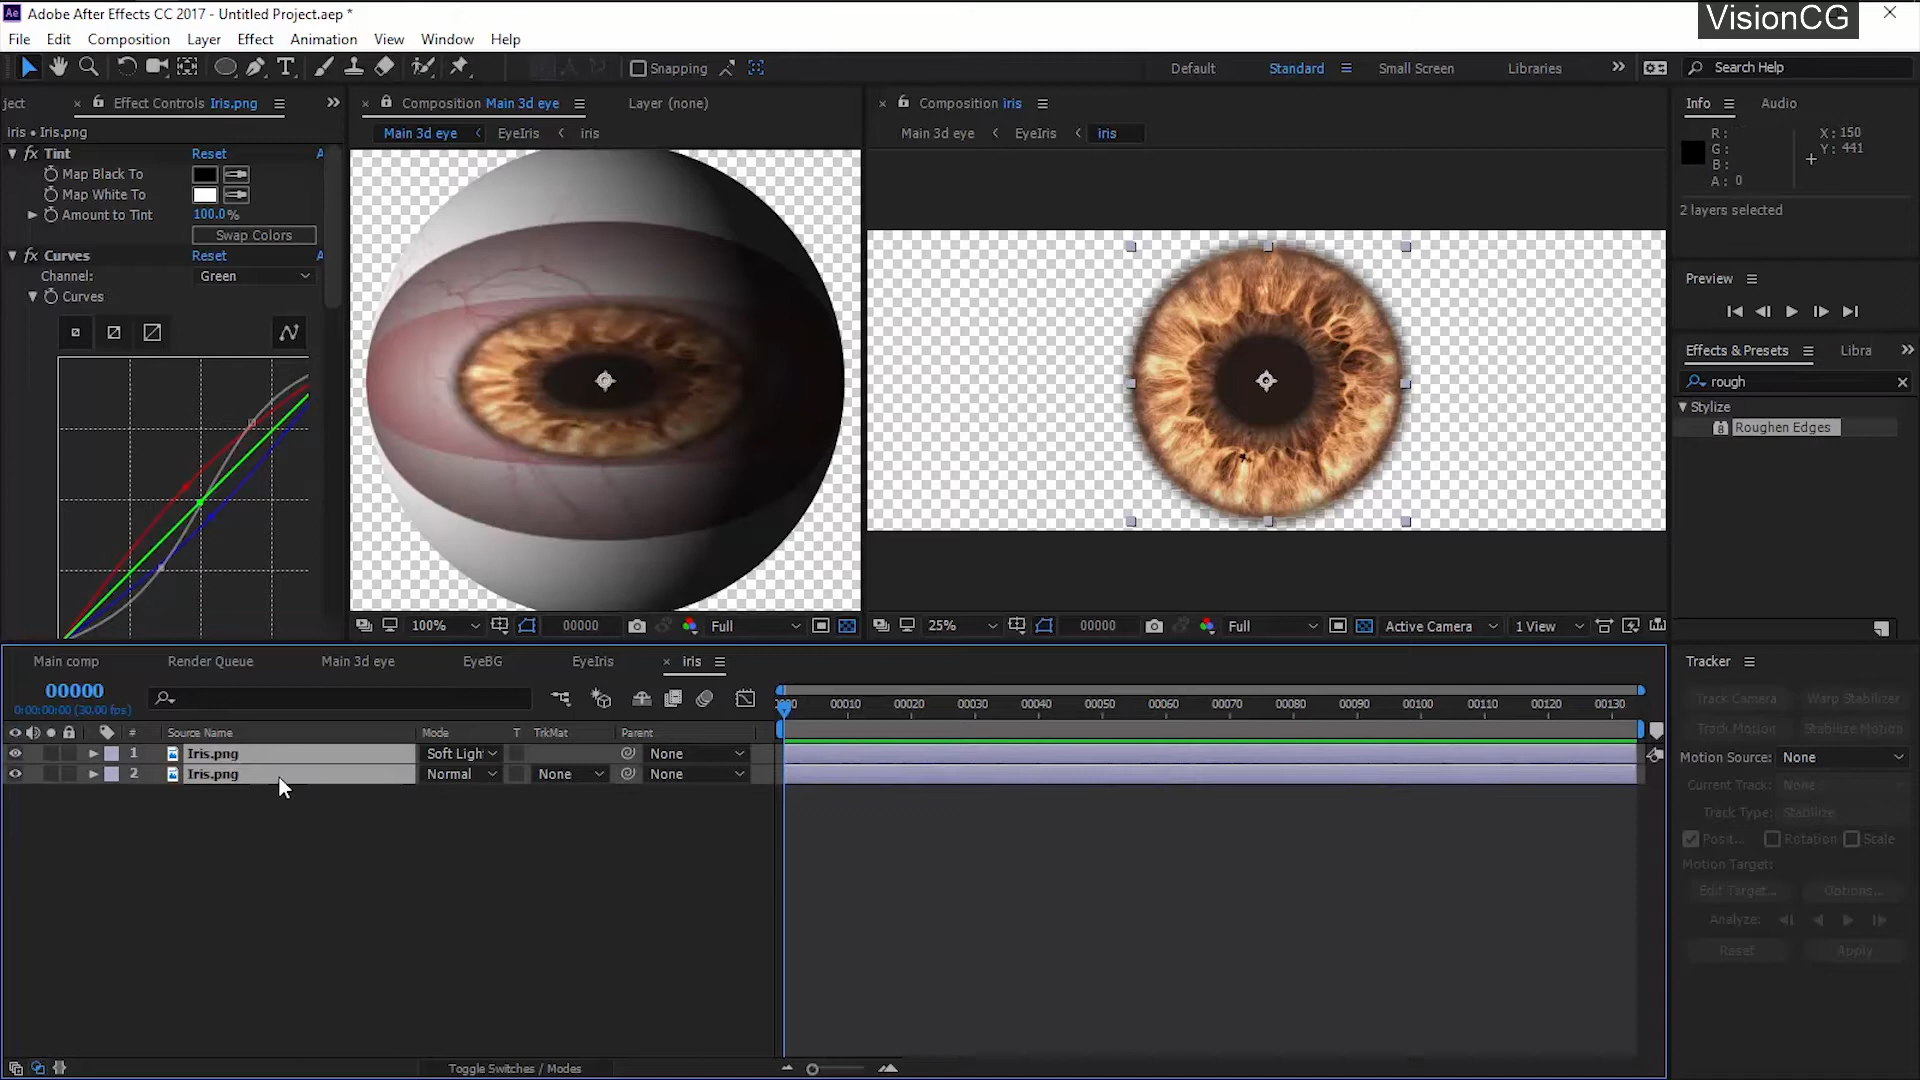 Adobe After Effects CC 2017 - Untitled Project.aep *
VisionCG
File Edit Composition Layer Effect Animation View Window Help
Snapping
Default Standard Small Screen Libraries
Search Help
ject
Effect Controls Iris.png
Composition Main 3d eye
Layer (none)
Composition iris
Info
Audio
iris • Iris.png
Main 3d eye EyeIris iris
Main 3d eye EyeIris iris
R:
G:
B:
A: 0
X: 150
Y: 441
fx Tint Reset A
Map Black To
Map White To
Amount to Tint 100.0%
Swap Colors
2 layers selected
fx Curves Reset A
Channel: Green
Curves
Preview
Effects & Presets
Libra
rough
Stylize
Roughen Edges
100% 00000 Full
25% 00000 Full Active Camera 1 View
Main comp Render Queue Main 3d eye EyeBG EyeIris iris
Tracker
00000
0:00:00:00 (30.00 fps)
Track Camera Warp Stabilizer
Track Motion Stabilize Motion
00010 00020 00030 00040 00050 00060 00070 00080 00090 00100 00110 00120 00130
# Source Name Mode T TrkMat Parent
1 Iris.png Soft Ligh None
2 Iris.png Normal None None
Motion Source: None
Current Track: None
Track Type: Stabilize
Posit... Rotation Scale
Motion Target:
Edit Target... Options...
Analyze:
Reset Apply
Toggle Switches / Modes